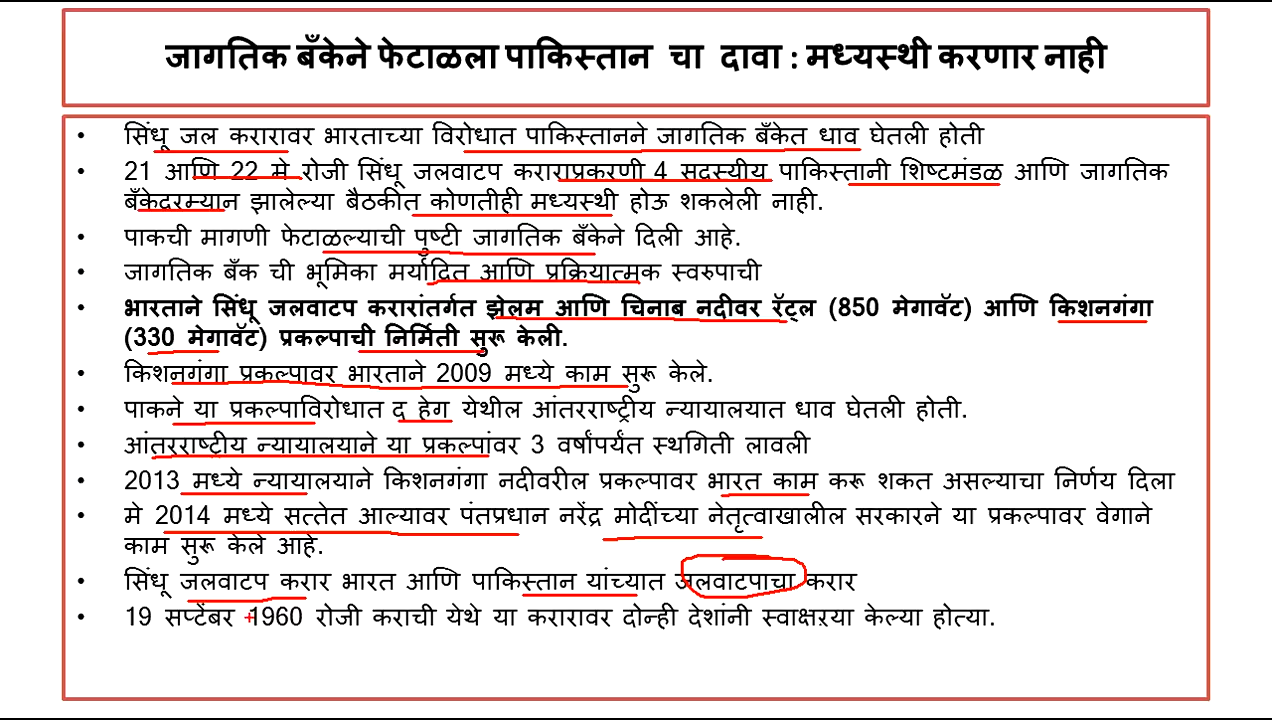 जागतिक बँकेने फेटाळला पाकिस्तान चा दावा : मध्यस्थी करणार नाही
• सिंधू जल करारावर भारताच्या विरोधात पाकिस्तानने जागतिक बँकेत धाव घेतली होती
• 21 आणि 22 मे रोजी सिंधू जलवाटप कराराप्रकरणी 4 सदस्यीय पाकिस्तानी शिष्टमंडळ आणि जागतिक
बँकेदरम्यान झालेल्या बैठकीत कोणतीही मध्यस्थी होऊ शकलेली नाही.
• पाकची मागणी फेटाळल्याची पुष्टी जागतिक बँकेने दिली आहे.
• जागतिक बँक ची भूमिका मर्यादित आणि प्रक्रियात्मक स्वरुपाची
• भारताने सिंधू जलवाटप करारांतर्गत झेलम आणि चिनाब नदीवर रॅट्ल (850 मेगावॅट) आणि किशनगंगा
(330 मेगावॅट) प्रकल्पाची निर्मिती सुरू केली.
• किशनगंगा प्रकल्पावर भारताने 2009 मध्ये काम सुरू केले.
• पाकने या प्रकल्पाविरोधात द हेग येथील आंतरराष्ट्रीय न्यायालयात धाव घेतली होती.
• आंतरराष्ट्रीय न्यायालयाने या प्रकल्पांवर 3 वर्षांपर्यंत स्थगिती लावली
• 2013 मध्ये न्यायालयाने किशनगंगा नदीवरील प्रकल्पावर भारत काम करू शकत असल्याचा निर्णय दिला
• मे 2014 मध्ये सत्तेत आल्यावर पंतप्रधान नरेंद्र मोदींच्या नेतृत्वाखालील सरकारने या प्रकल्पावर वेगाने
काम सुरू केले आहे.
• सिंधू जलवाटप करार भारत आणि पाकिस्तान यांच्यात जलवाटपाचा करार
• 19 सप्टेंबर 1960 रोजी कराची येथे या करारावर दोन्ही देशांनी स्वाक्षऱया केल्या होत्या.